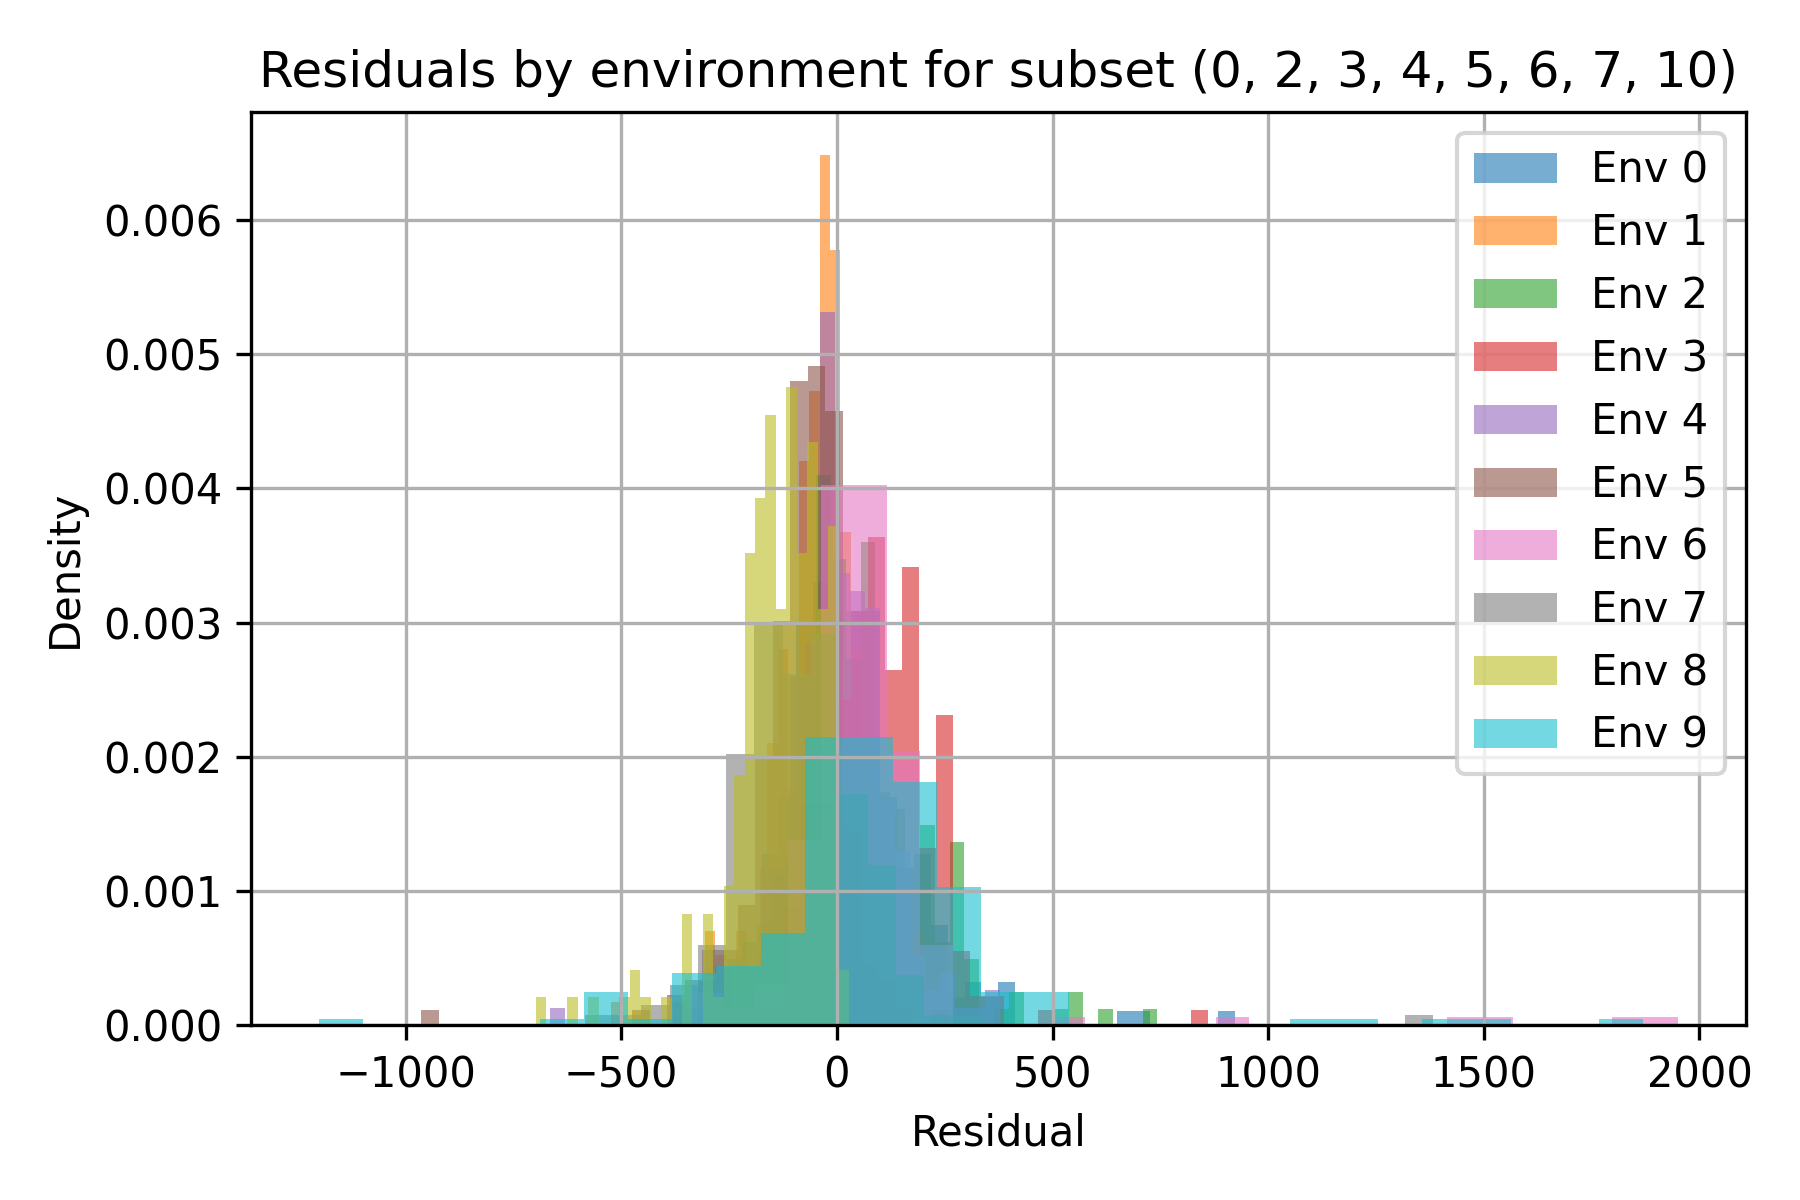 Residuals by environment for subset (0, 2, 3, 4, 5, 6, 7, 10)
Env 0
Env 1
Env 2
Env 3
Env 4
Env 5
Env 6
Env 7
Env 8
Env 9
Density
0.006
0.005
0.004
0.003
0.002
0.001
0.000
−1000 −500 0 500 1000 1500 2000
Residual